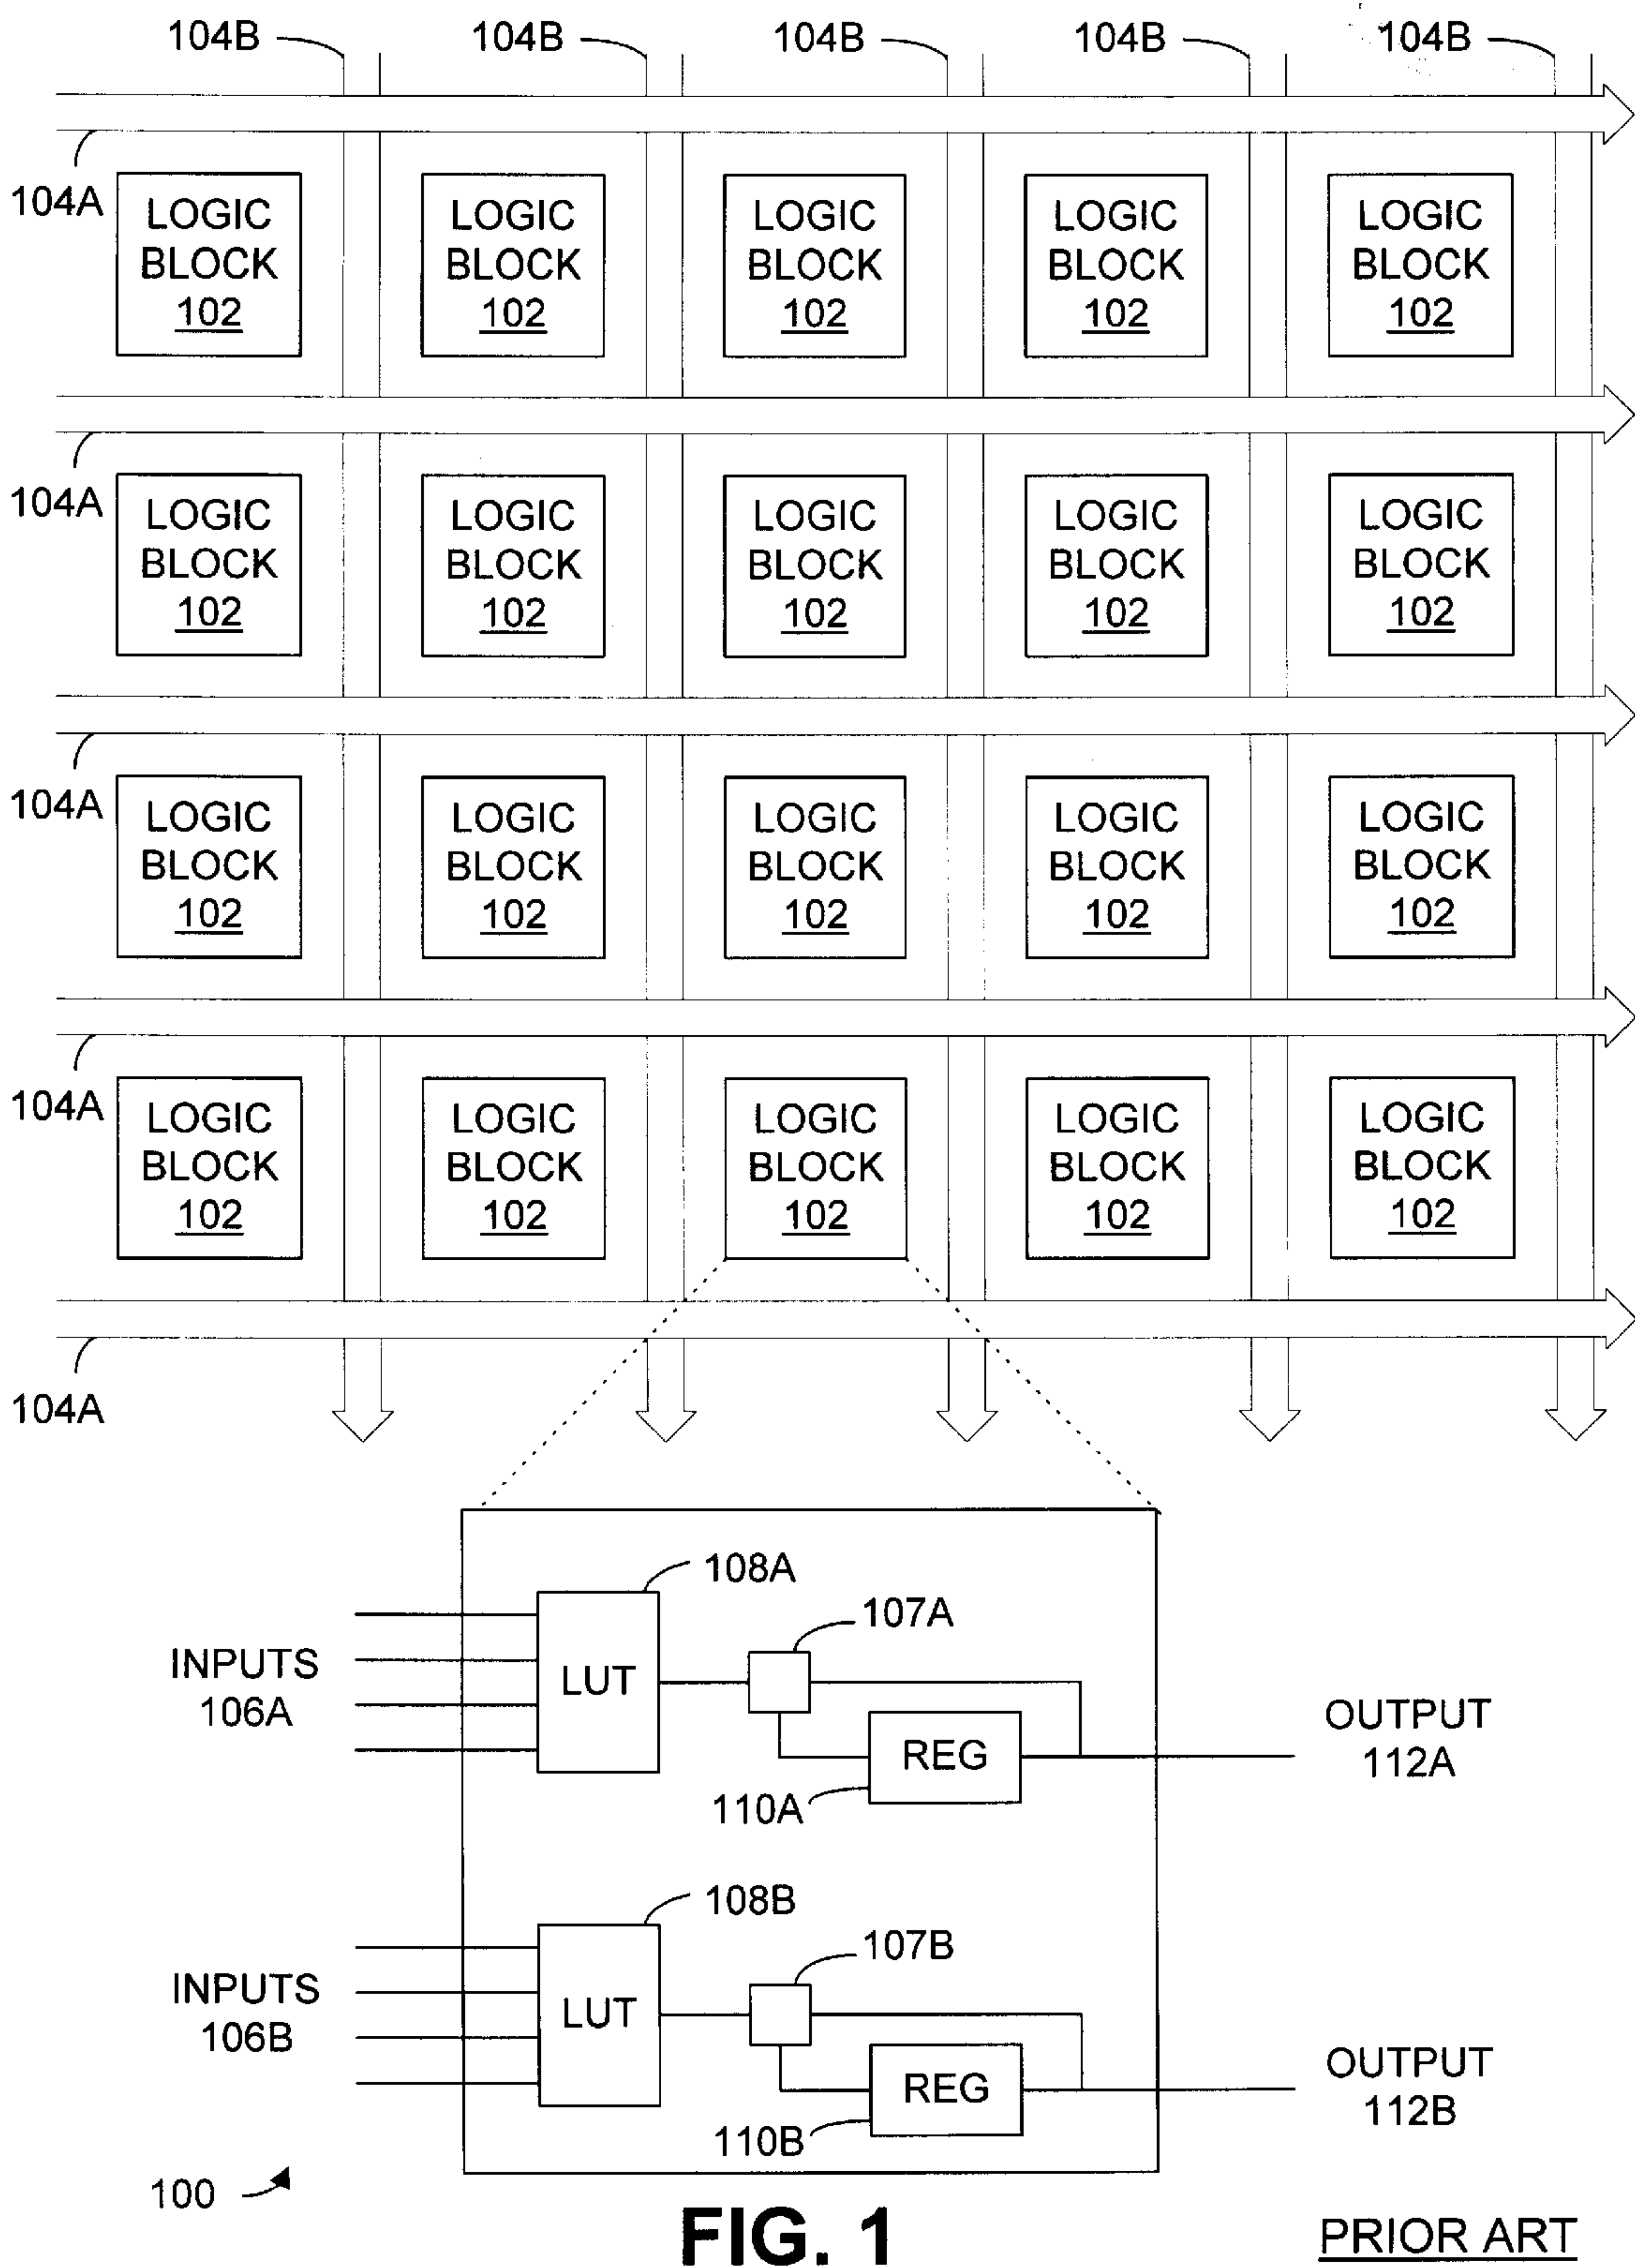 104B 104B 104B 104B 104B
104A
LOGIC BLOCK 102
LOGIC BLOCK 102
LOGIC BLOCK 102
LOGIC BLOCK 102
LOGIC BLOCK 102
104A
LOGIC BLOCK 102
LOGIC BLOCK 102
LOGIC BLOCK 102
LOGIC BLOCK 102
LOGIC BLOCK 102
104A
LOGIC BLOCK 102
LOGIC BLOCK 102
LOGIC BLOCK 102
LOGIC BLOCK 102
LOGIC BLOCK 102
104A
LOGIC BLOCK 102
LOGIC BLOCK 102
LOGIC BLOCK 102
LOGIC BLOCK 102
LOGIC BLOCK 102
104A
108A
107A
INPUTS
106A
LUT
REG
110A
OUTPUT
112A
108B
107B
INPUTS
106B
LUT
REG
110B
OUTPUT
112B
100
FIG. 1
PRIOR ART